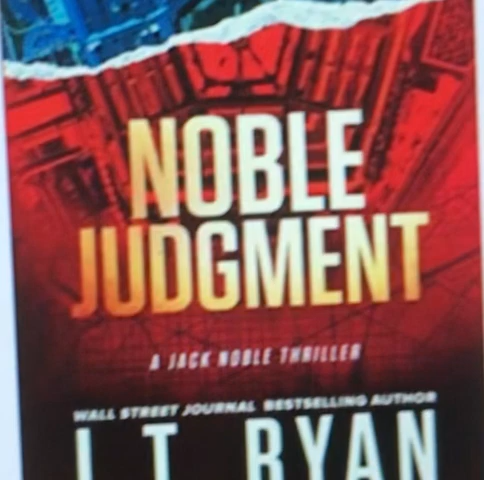 NOBLE
JUDGMENT
A JACK NOBLE THRILLER
WALL STREET JOURNAL BESTSELLING AUTHOR
L T RYAN